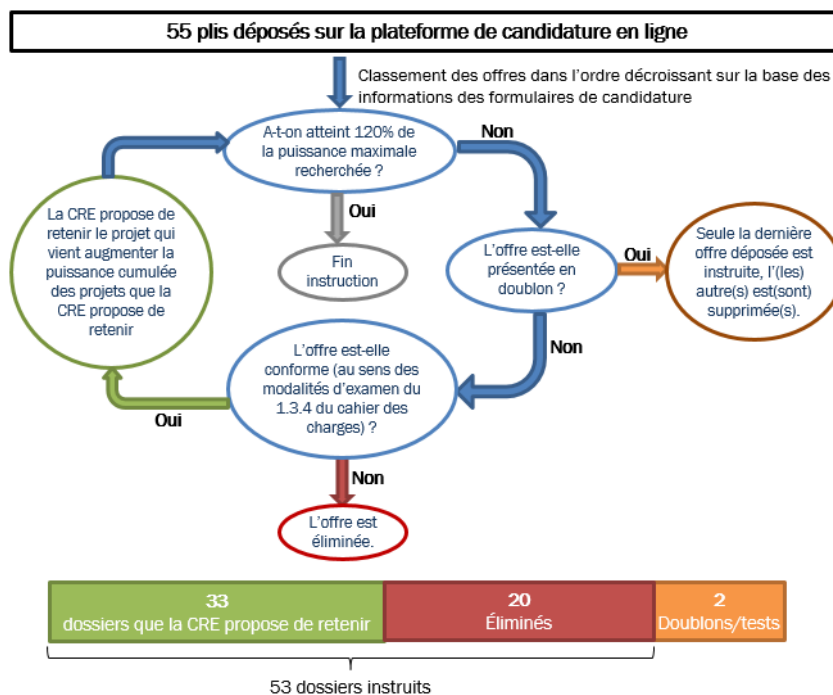 55 plis déposés sur la plateforme de candidature en ligne
Classement des offres dans l'ordre décroissant sur la base des
informations des formulaires de candidature
A-t-on atteint 120% de
la puissance maximale
recherchée ?
Non
Oui
La CRE propose de
retenir le projet qui
vient augmenter la
puissance cumulée
des projets que la
CRE propose de
retenir
Fin
instruction
L'offre est-elle
présentée en
doublon ?
Oui
Seule la dernière
offre déposée est
instruite, l'(les)
autre(s) est(sont)
supprimée(s).
Non
L'offre est-elle
conforme (au sens des
modalités d'examen du
1.3.4 du cahier des
charges) ?
Oui
Non
L'offre est
éliminée.
33
dossiers que la CRE propose de retenir
20
Éliminés
2
Doublons/tests
53 dossiers instruits